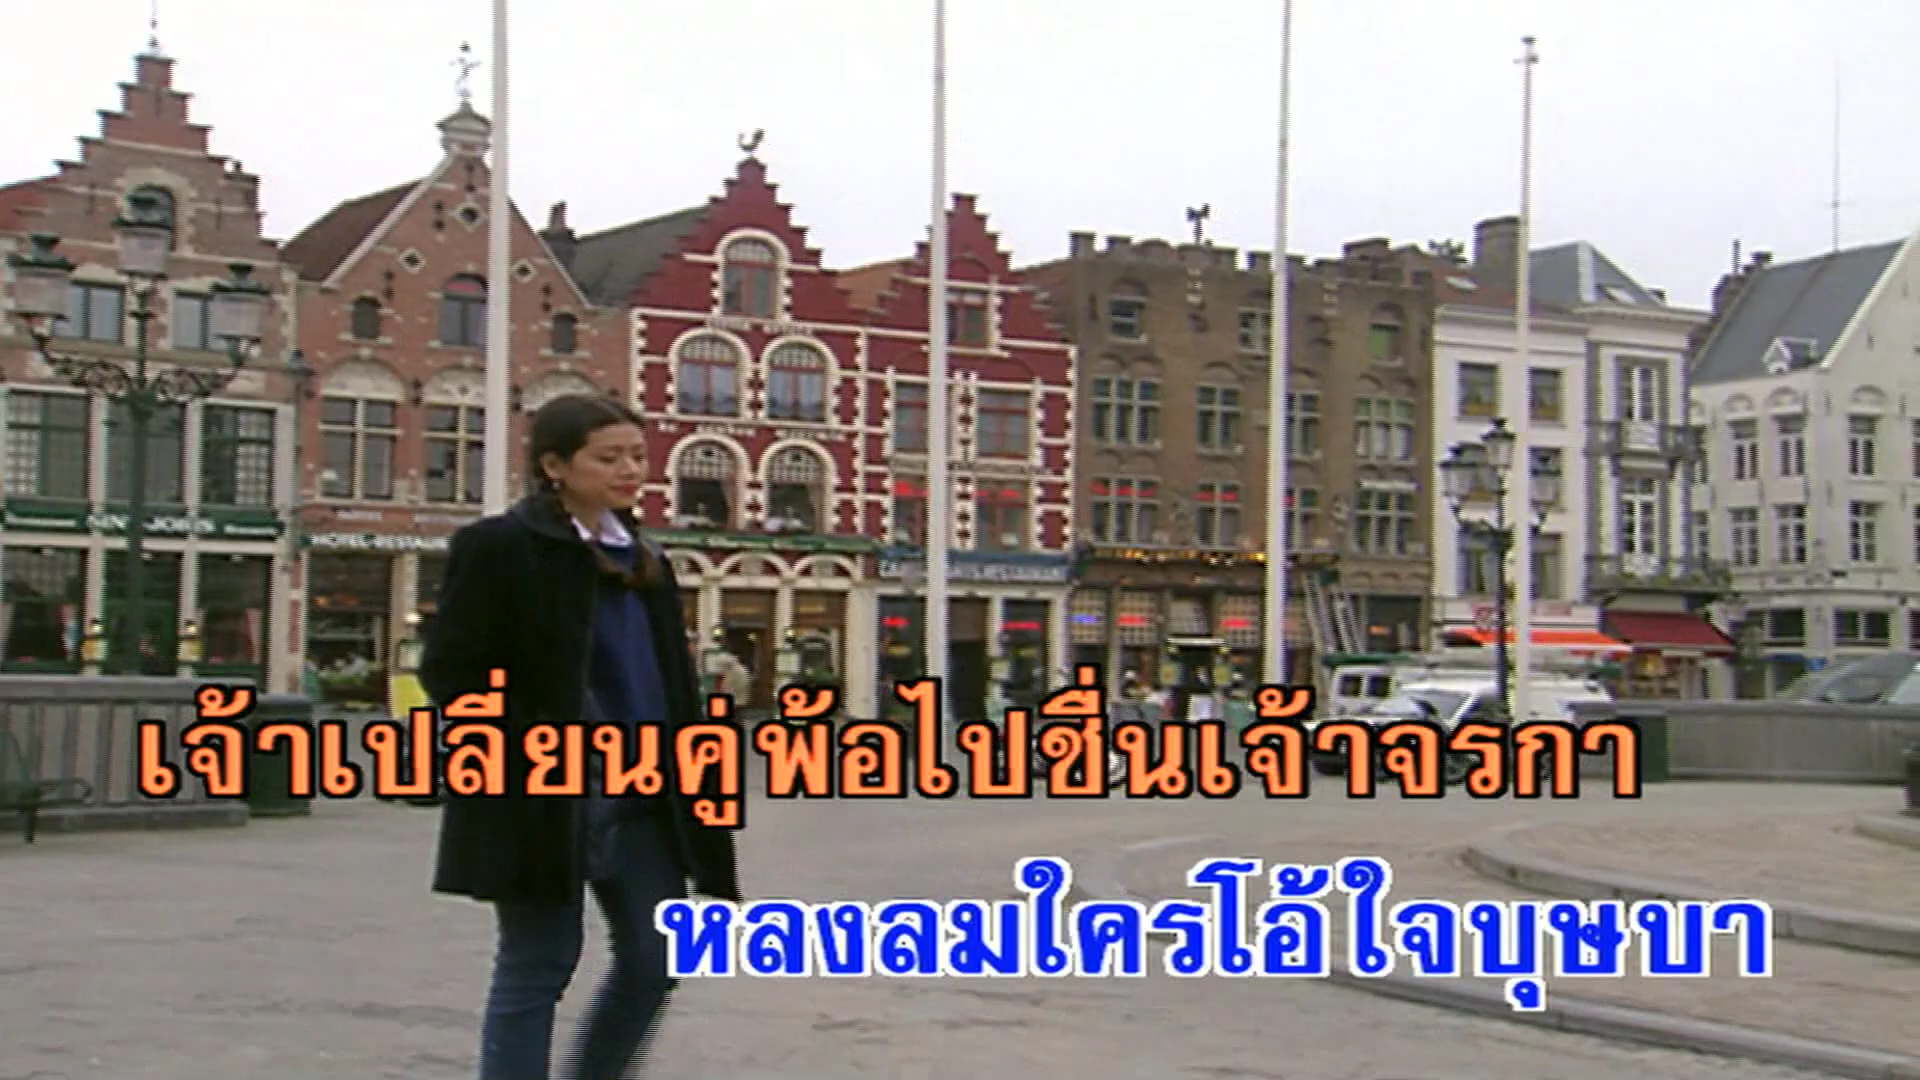 เจ้าเปลี่ยนคู่พ้อไปชื่นเจ้าจรกา
หลงลมใครโอ้ใจบุษบา